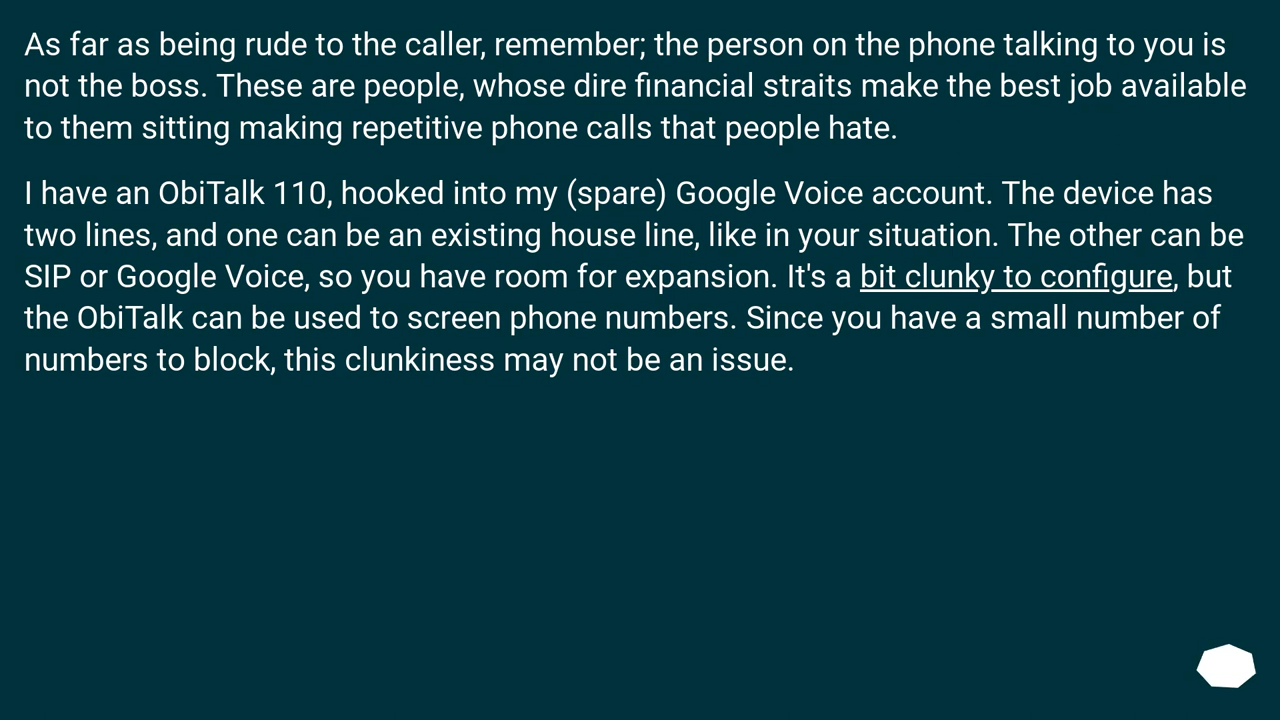 As far as being rude to the caller, remember; the person on the phone talking to you is
not the boss. These are people, whose dire financial straits make the best job available
to them sitting making repetitive phone calls that people hate.
I have an ObiTalk 110, hooked into my (spare) Google Voice account. The device has
two lines, and one can be an existing house line, like in your situation. The other can be
SIP or Google Voice, so you have room for expansion. It's a bit clunky to configure, but
the ObiTalk can be used to screen phone numbers. Since you have a small number of
numbers to block, this clunkiness may not be an issue.